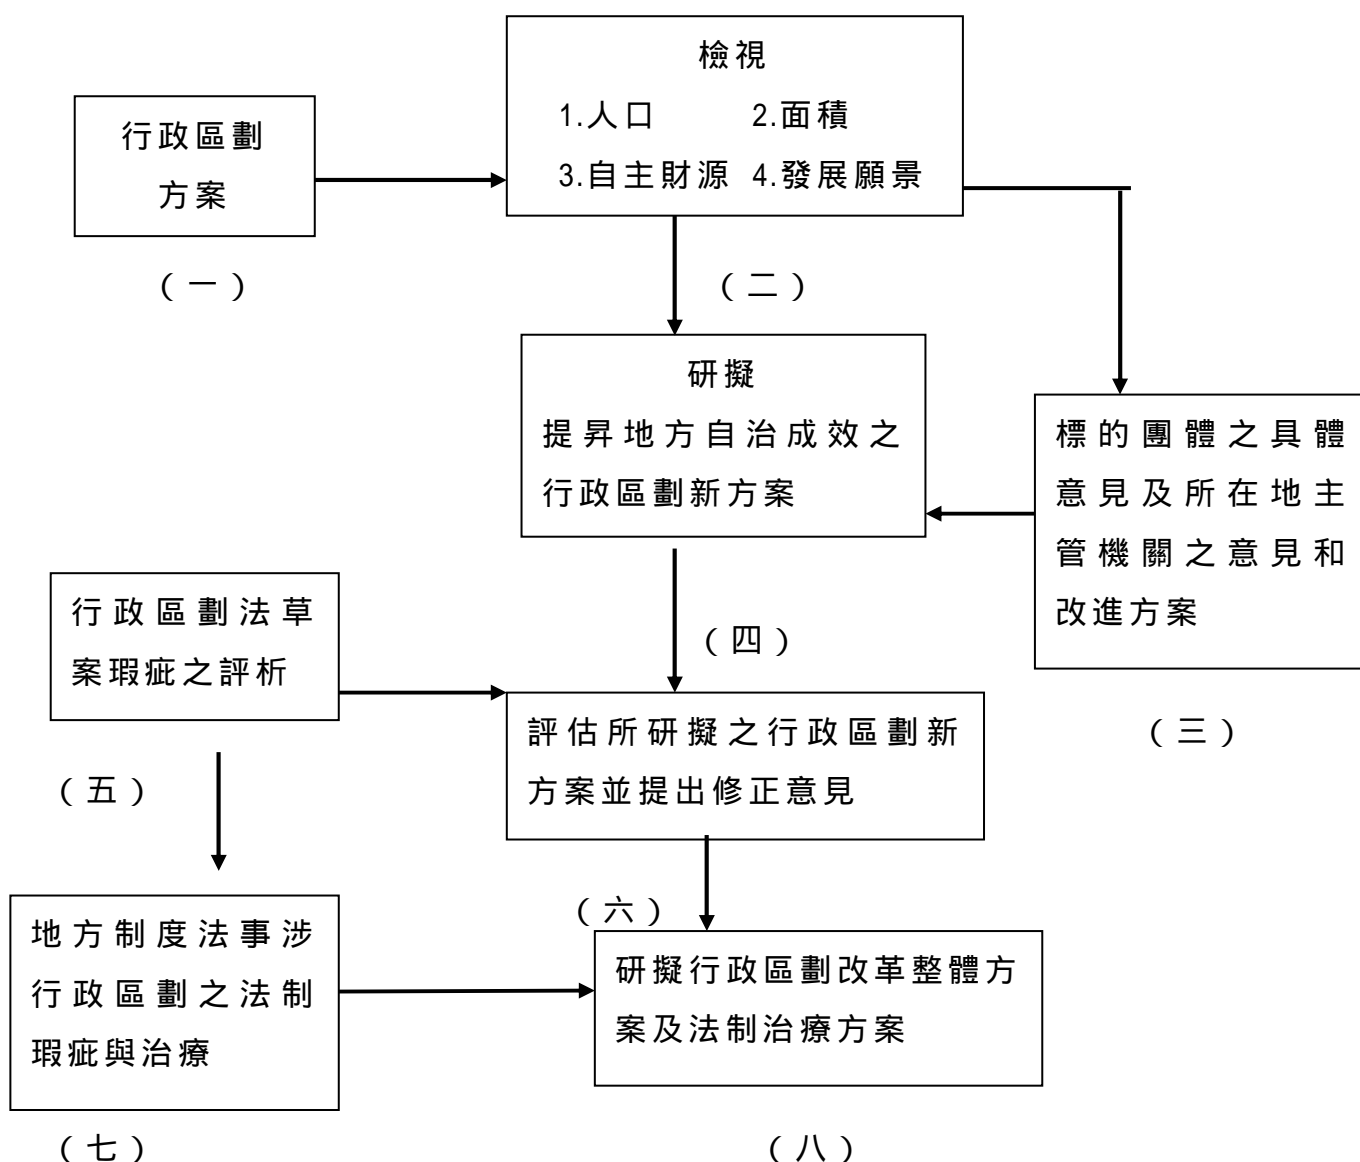 檢視
1.人口 2.面積
3.自主財源 4.發展願景
行政區劃
方案
（一）
（二）
研擬
提昇地方自治成效之
行政區劃新方案
標的團體之具體
意見及所在地主
管機關之意見和
改進方案
（三）
（四）
行政區劃法草
案瑕疵之評析
（五）
評估所研擬之行政區劃新
方案並提出修正意見
（六）
地方制度法事涉
行政區劃之法制
瑕疵與治療
（七）
研擬行政區劃改革整體方
案及法制治療方案
（八）